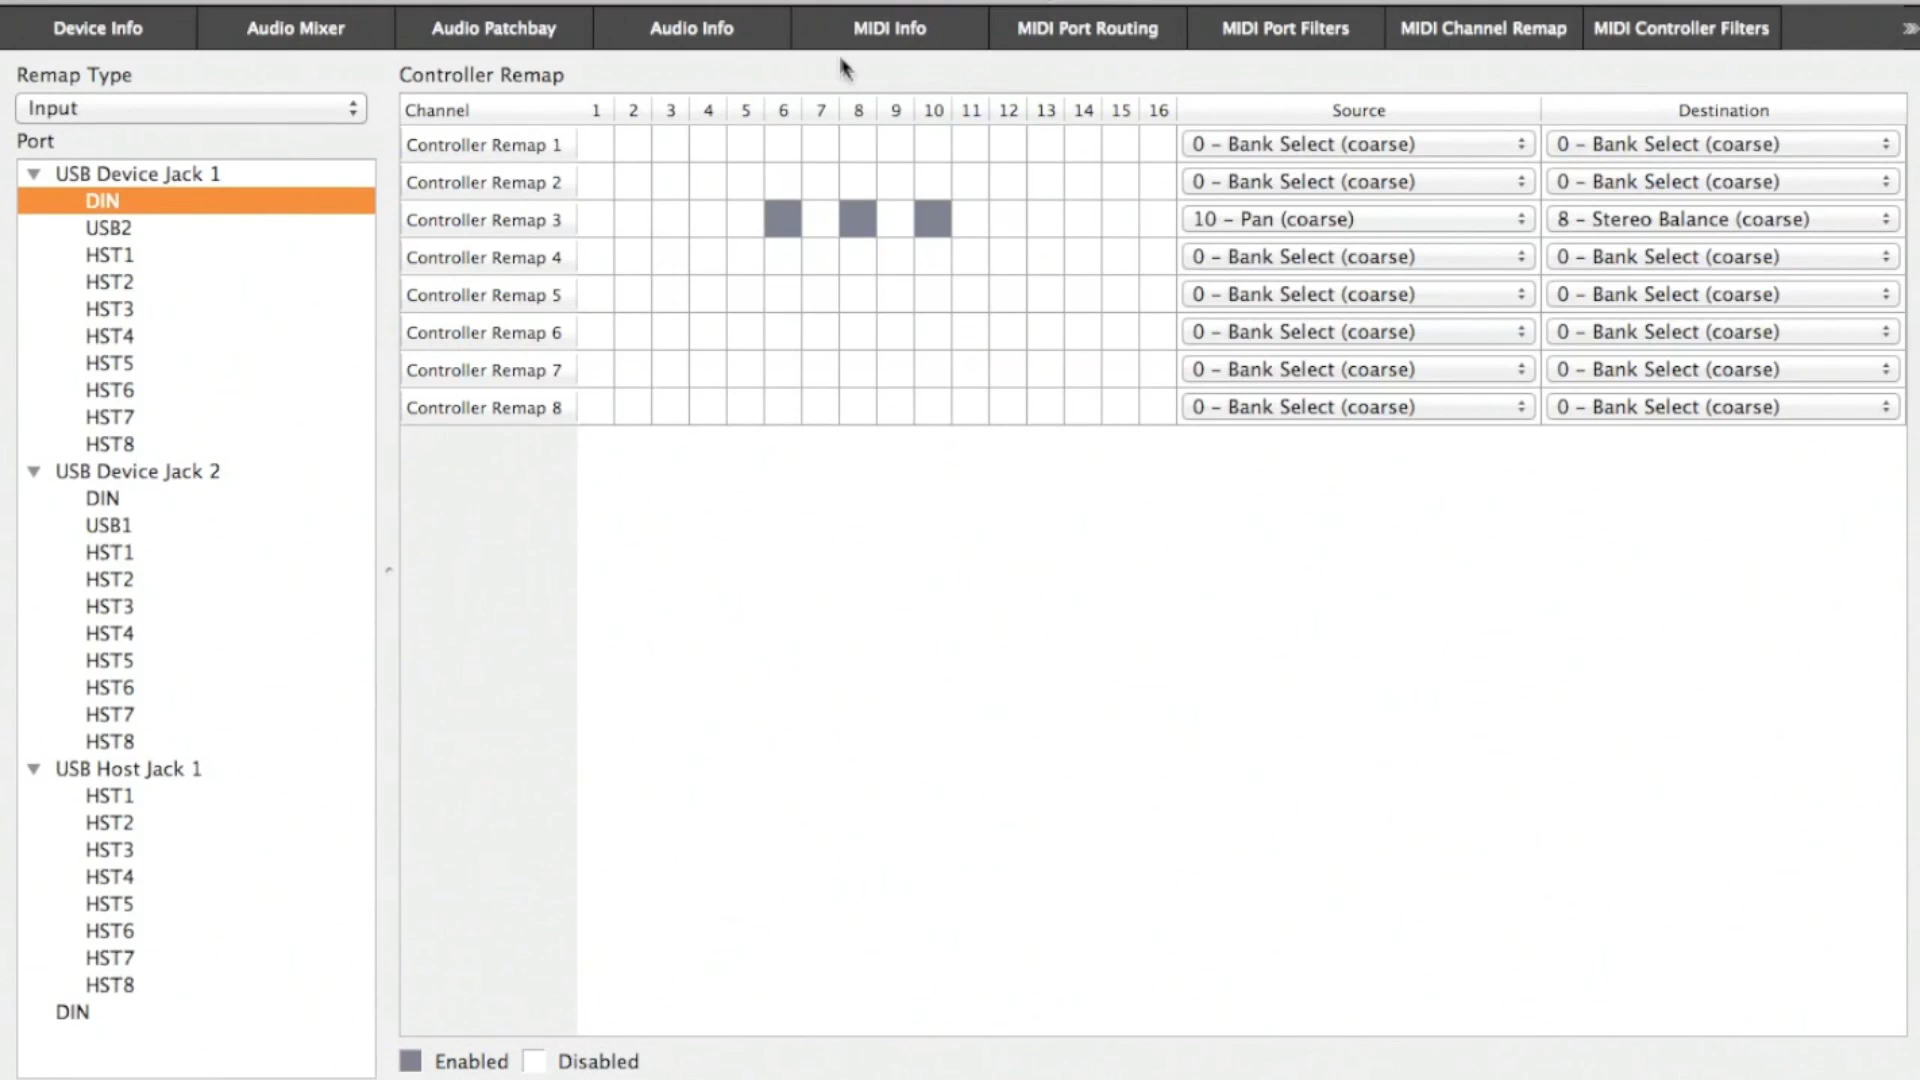 Device Info Audio Mixer Audio Patchbay Audio Info MIDI Info MIDI Port Routing MIDI Port Filters MIDI Channel Remap MIDI Controller Filters »
Remap Type
Input
Port
USB Device Jack 1
DIN
USB2
HST1
HST2
HST3
HST4
HST5
HST6
HST7
HST8
USB Device Jack 2
DIN
USB1
HST1
HST2
HST3
HST4
HST5
HST6
HST7
HST8
USB Host Jack 1
HST1
HST2
HST3
HST4
HST5
HST6
HST7
HST8
DIN
Controller Remap
Channel 1 2 3 4 5 6 7 8 9 10 11 12 13 14 15 16 Source Destination
Controller Remap 1 0 – Bank Select (coarse) 0 – Bank Select (coarse)
Controller Remap 2 0 – Bank Select (coarse) 0 – Bank Select (coarse)
Controller Remap 3 10 – Pan (coarse) 8 – Stereo Balance (coarse)
Controller Remap 4 0 – Bank Select (coarse) 0 – Bank Select (coarse)
Controller Remap 5 0 – Bank Select (coarse) 0 – Bank Select (coarse)
Controller Remap 6 0 – Bank Select (coarse) 0 – Bank Select (coarse)
Controller Remap 7 0 – Bank Select (coarse) 0 – Bank Select (coarse)
Controller Remap 8 0 – Bank Select (coarse) 0 – Bank Select (coarse)
Enabled Disabled